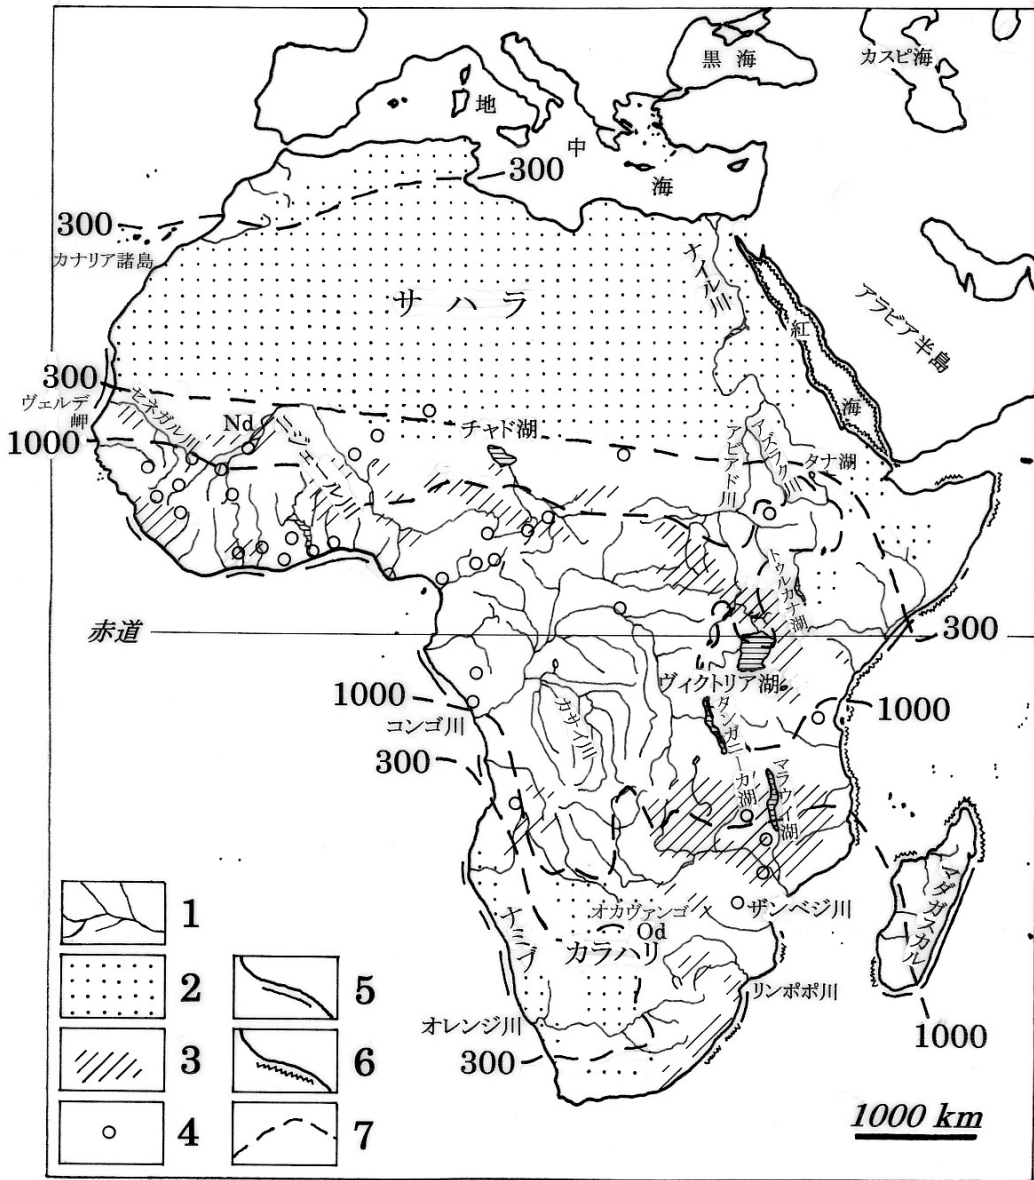 黒海
カスピ海
地
中
海
300
300
カナリア諸島
ナイル川
サハラ
アラビア半島
紅
海
300
ヴェルデ
岬
セネガル川
Nd
ニジェール川
チャド湖
1000
アビアド川
アズラク川
タナ湖
トゥルカナ湖
赤道
300
ヴィクトリア湖
1000
コンゴ川
カサイ川
タンガニーカ湖
1000
300
マラウイ湖
1
ナミブ
オカヴァンゴ
Od
ザンベジ川
マダガスカル
カラハリ
2
5
リンポポ川
オレンジ川
300
1000
3
6
4
7
1000 km